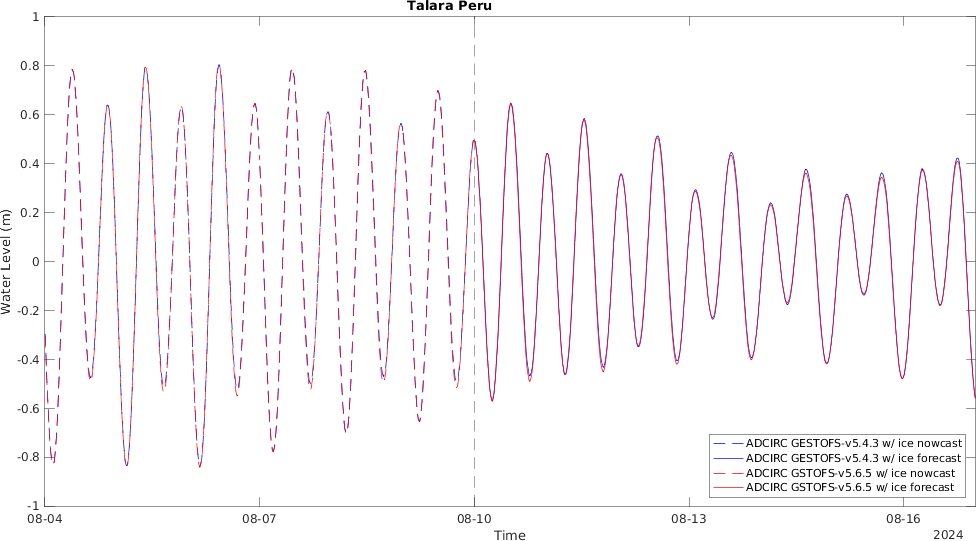 Talara Peru
1
0.8
0.6
0.4
0.2
0
-0.2
-0.4
-0.6
-0.8
-1
Water Level (m)
08-04
08-07
08-10
08-13
08-16
Time
2024
ADCIRC GESTOFS-v5.4.3 w/ ice nowcast
ADCIRC GESTOFS-v5.4.3 w/ ice forecast
ADCIRC GSTOFS-v5.6.5 w/ ice nowcast
ADCIRC GSTOFS-v5.6.5 w/ ice forecast